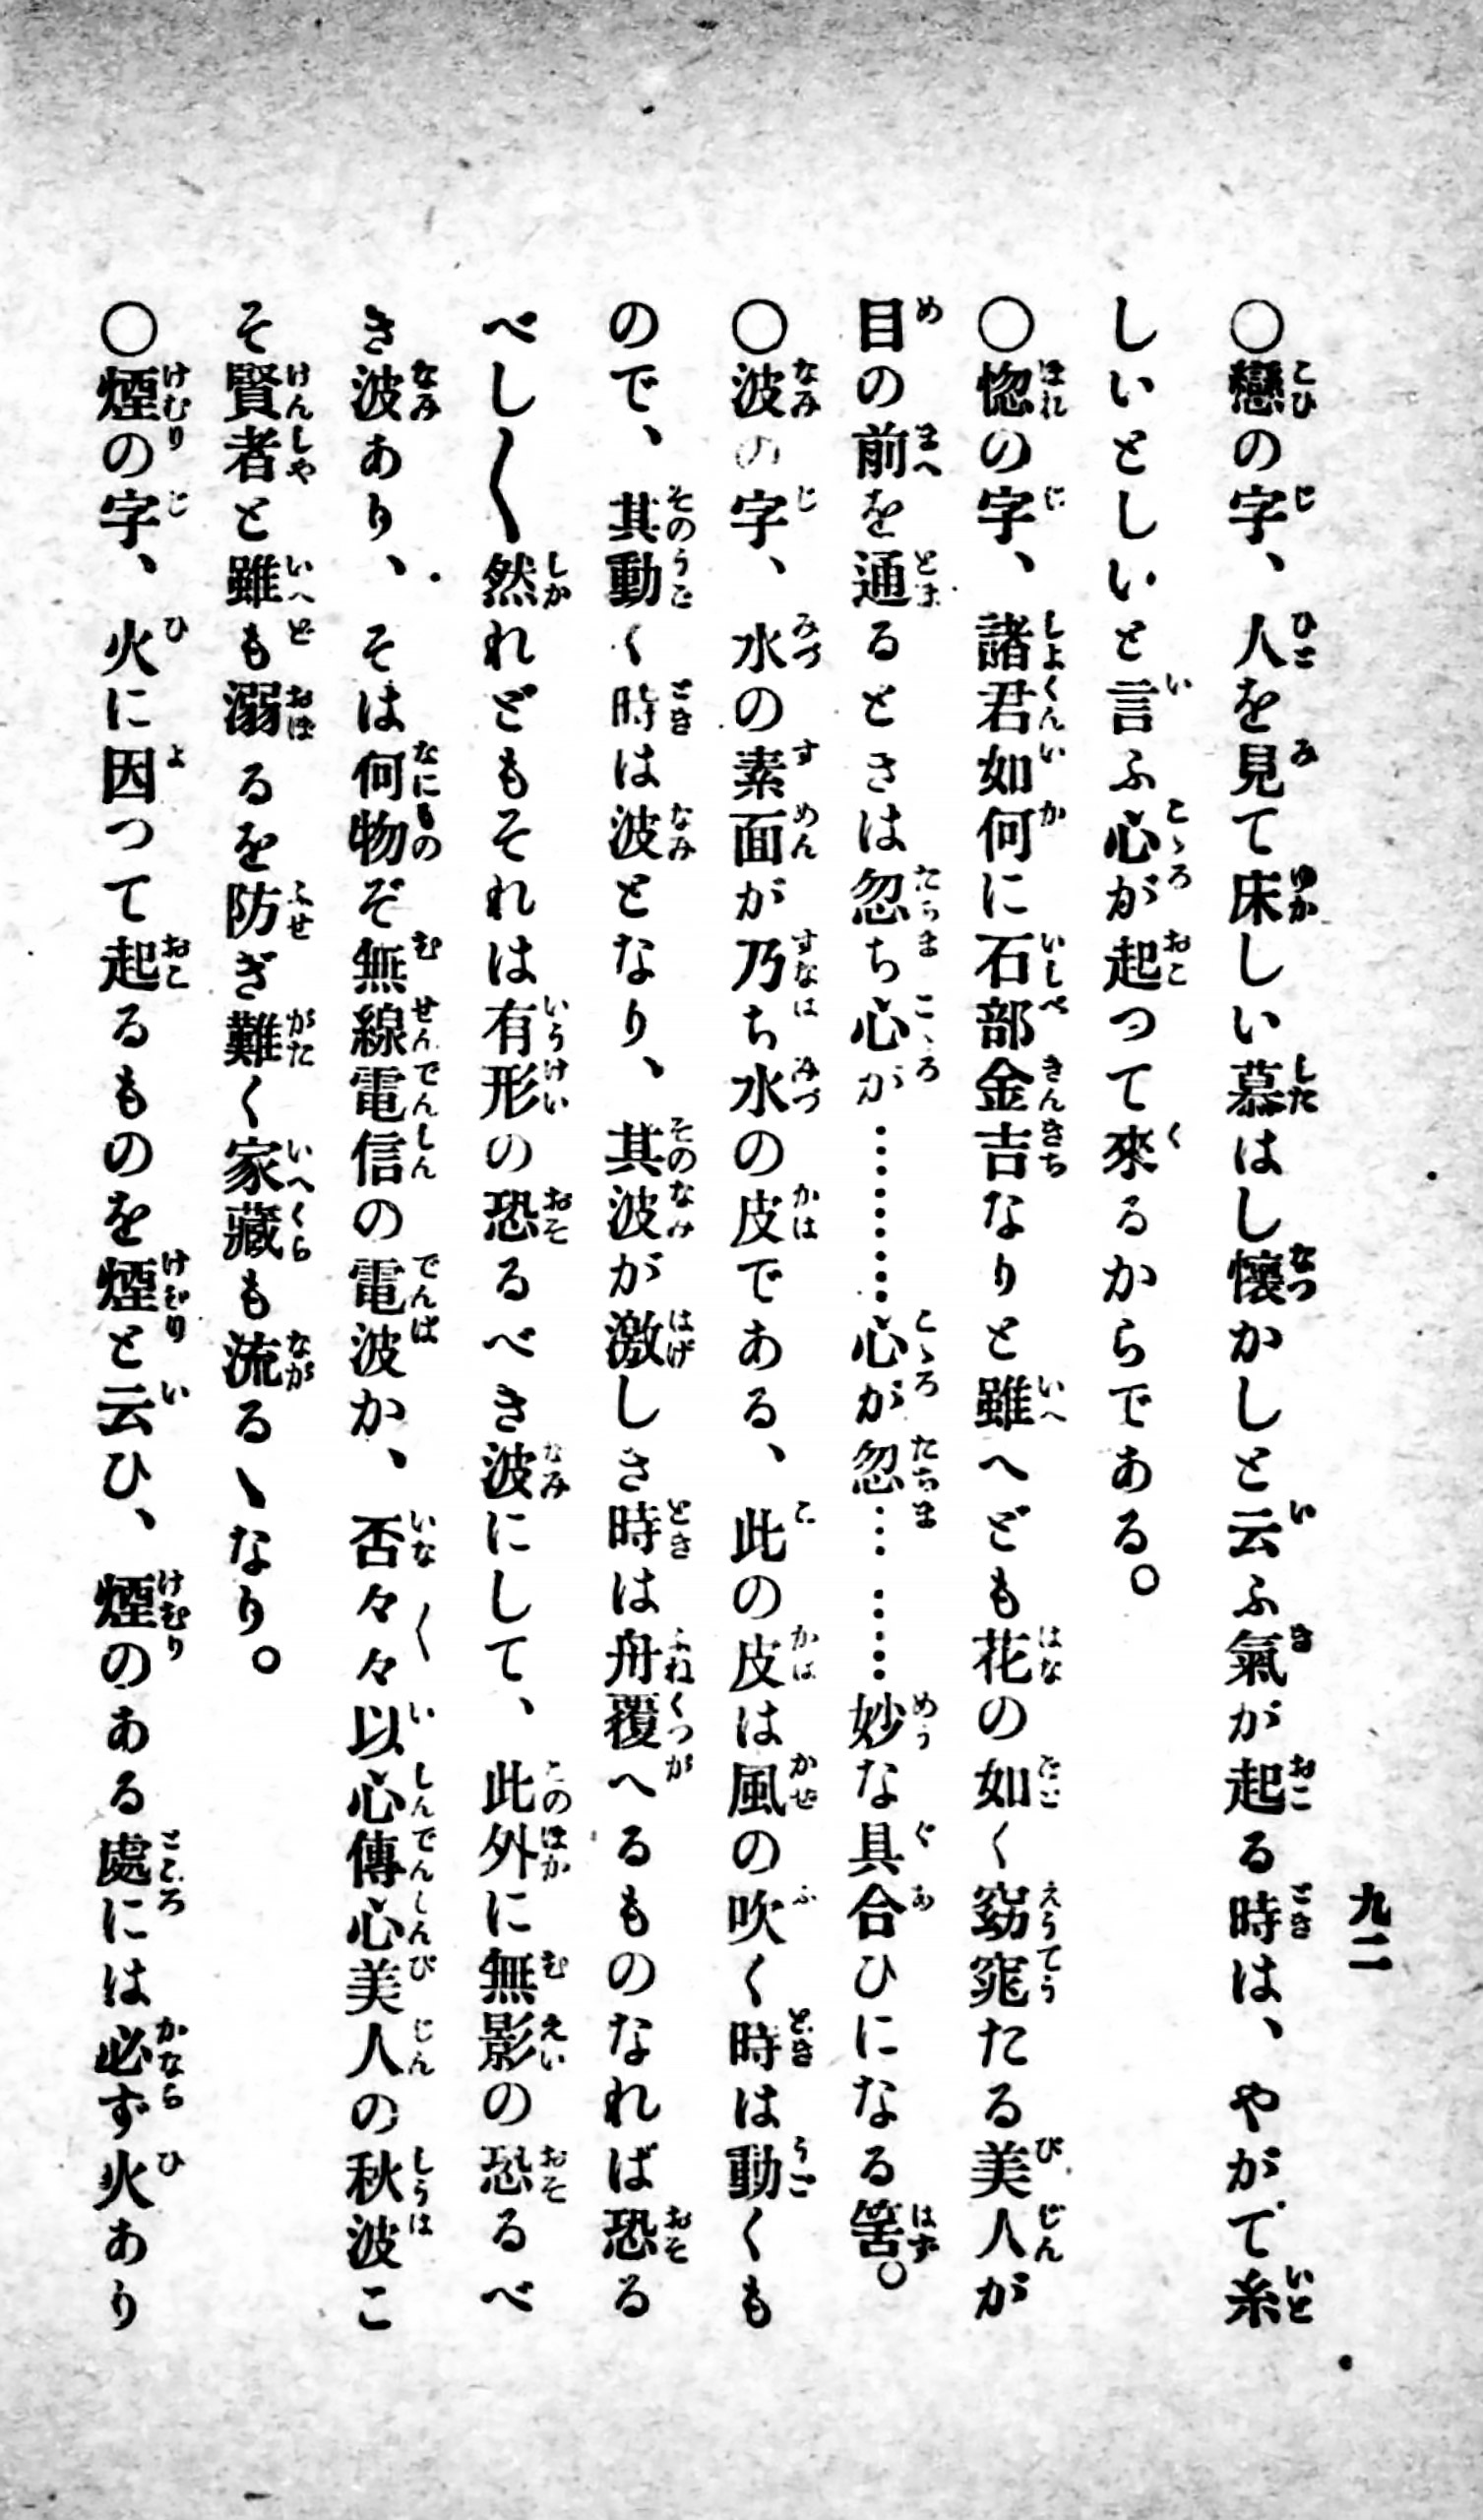 九二
〇戀の字、人を見て床しい慕はし懷かしと云ふ氣が起る時は、やがて糸
しいとしいと言ふ心が起つて來るからである。
〇惚の字、諸君如何に石部金吉なりと雖へども花の如く窈窕たる美人が
目の前を通るとさは忽ち心が…………心が忽………妙な具合ひになる筈。
〇波の字、水の素面が乃ち水の皮である、此の皮は風の吹く時は動くも
ので、其動く時は波となり、其波が激しき時は舟覆へるものなれば恐る
べし〱然れどもそれは有形の恐るべき波にして、此外に無影の恐るべ
き波あり、そは何物ぞ無線電信の電波か、否々々以心傳心美人の秋波こ
そ賢者と雖も溺るを防ぎ難く家藏も流るゝなり。
〇煙の字、火に因つて起るものを煙と云ひ、煙のある處には必ず火あり